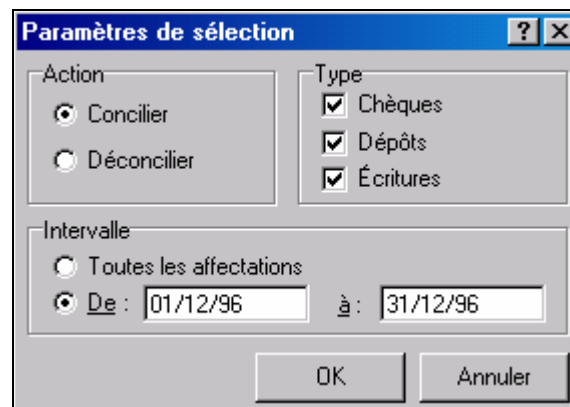 Paramètres de sélection
Action
Concilier
Déconcilier
Type
Chèques
Dépôts
Écritures
Intervalle
Toutes les affectations
De : 01/12/96 à : 31/12/96
OK Annuler